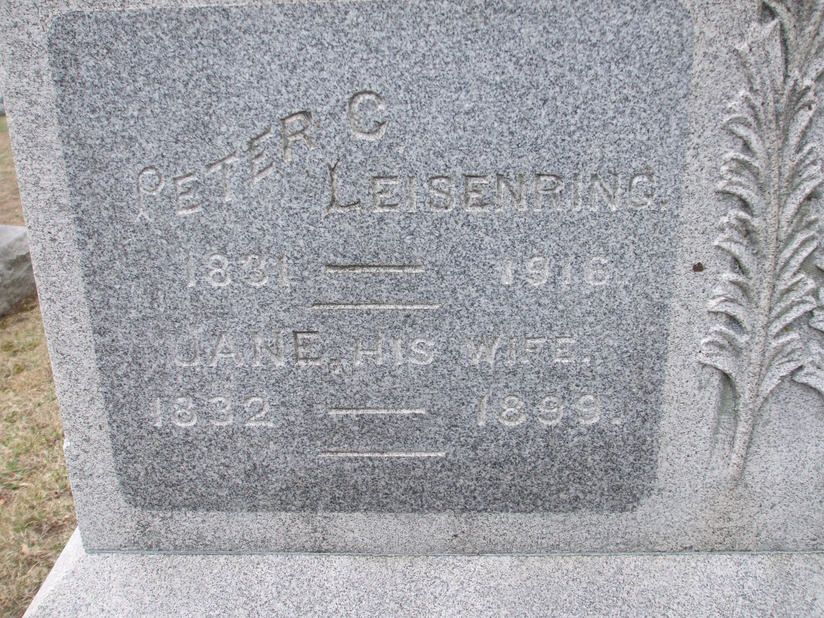 PETER C.
LEISENRING.
1831 — 1916.
JANE, HIS WIFE.
1832 — 1899.